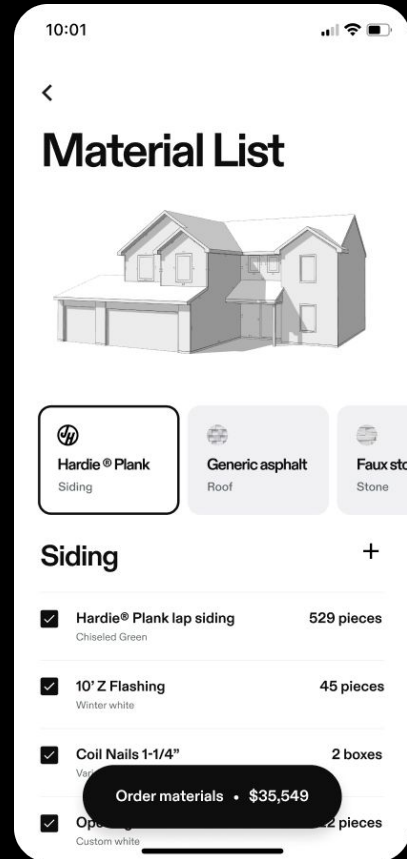 10:01
Material List
Hardie ® Plank
Siding
Generic asphalt
Roof
Faux sto
Stone
Siding
+
Hardie® Plank lap siding
529 pieces
Chiseled Green
10’ Z Flashing
45 pieces
Winter white
Coil Nails 1-1/4”
2 boxes
Order materials • $35,549
pieces
Custom white